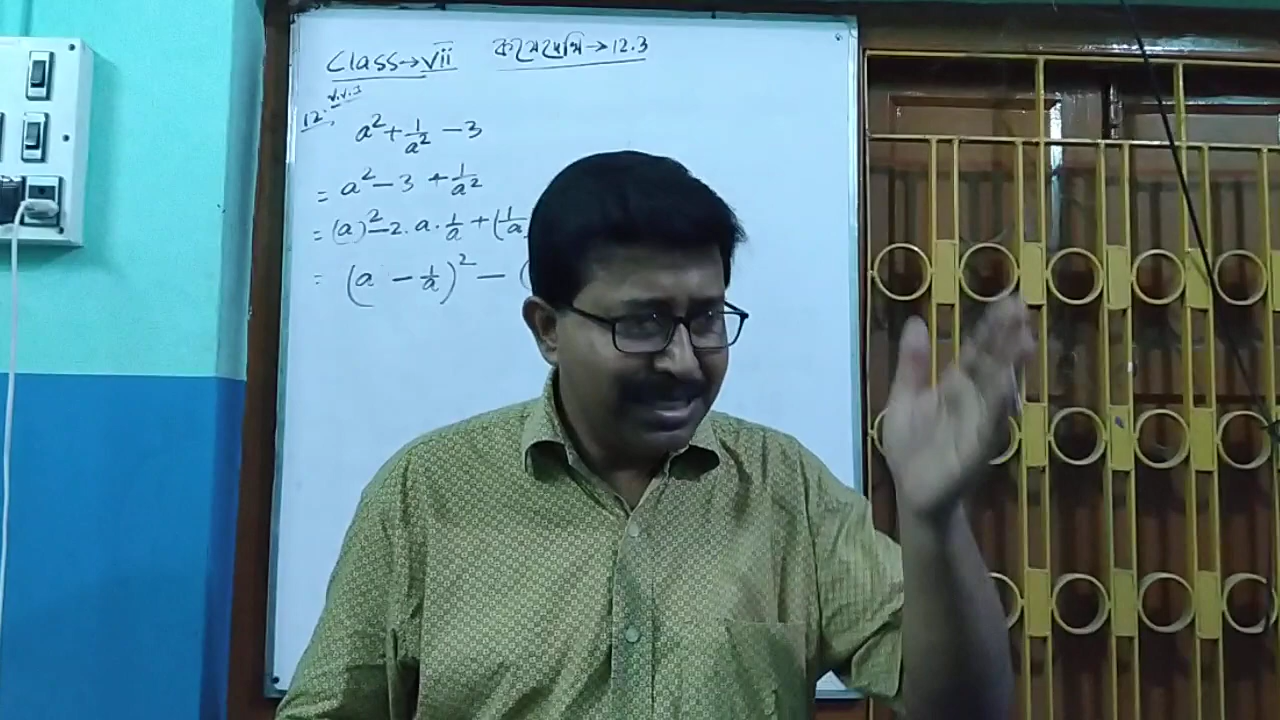 Class→VII কষে দেখি→12.3
12. v.v.I
a² + 1/a² - 3
= a² - 3 + 1/a²
= (a)² - 2. a. 1/a + (1/a
= (a - 1/a)² - (